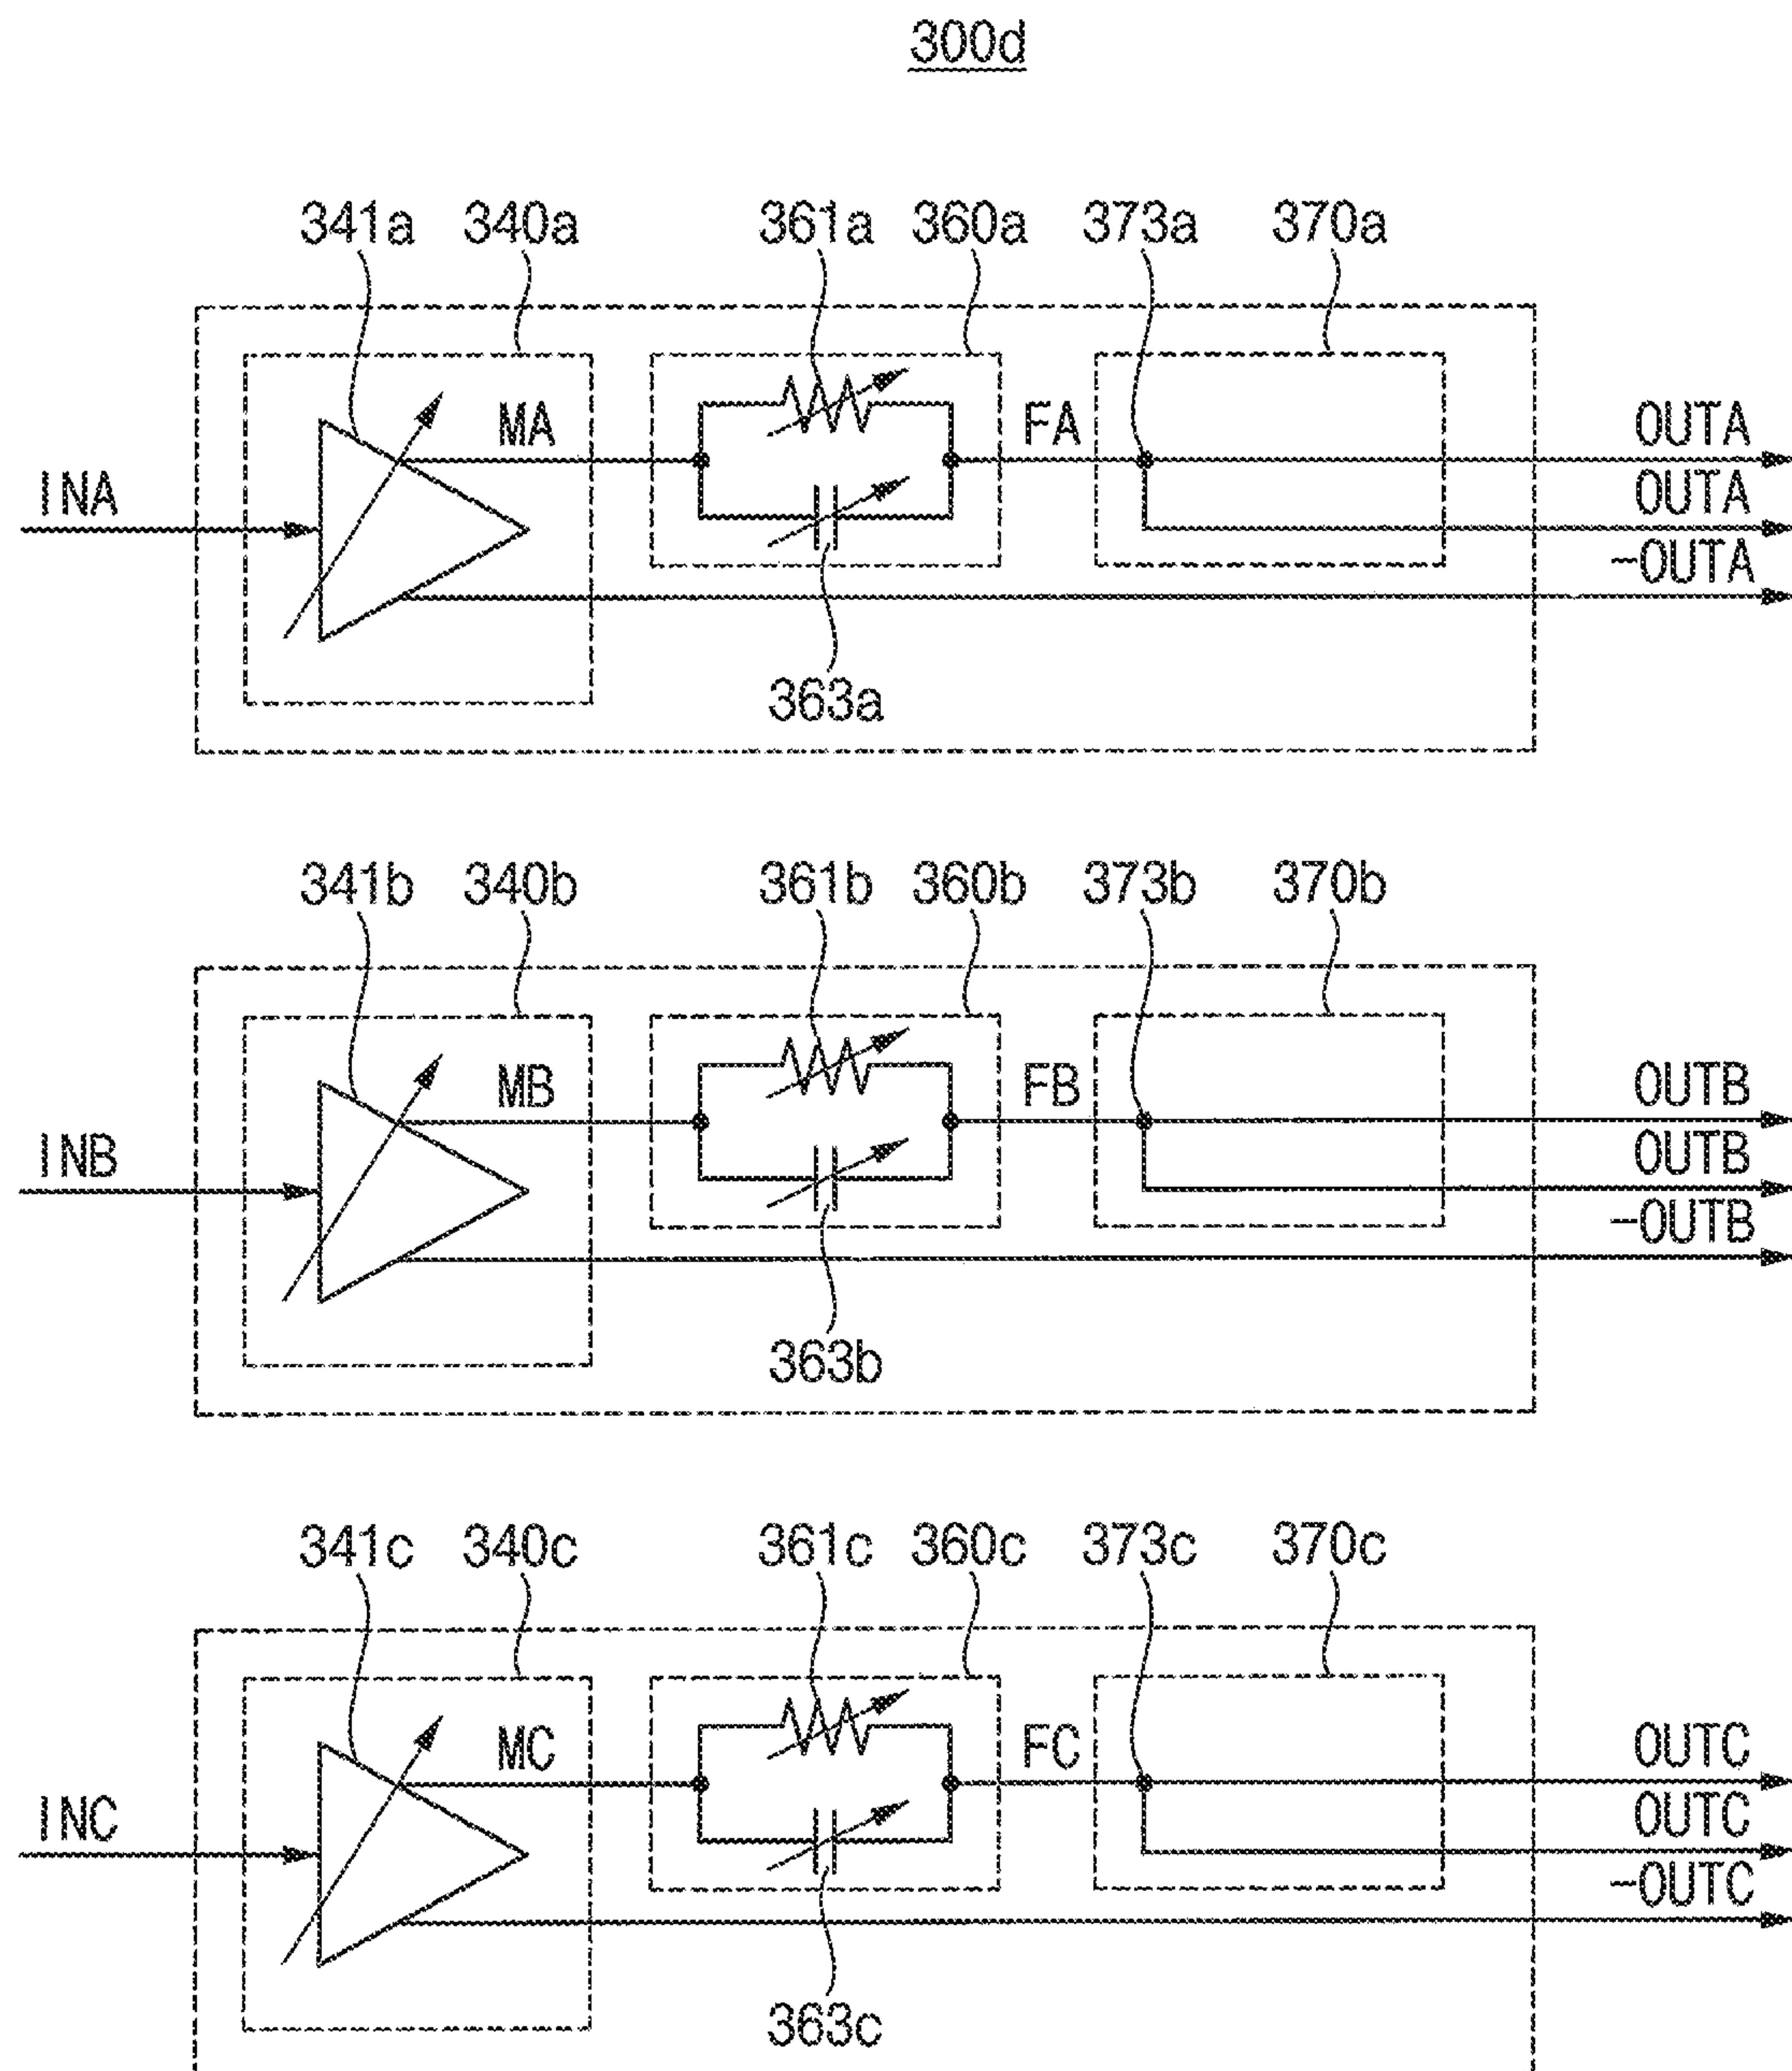 300d
341a 340a 361a 360a 373a 370a
MA FA OUTA
INA OUTA
-OUTA
363a
341b 340b 361b 360b 373b 370b
MB FB OUTB
INB OUTB
-OUTB
363b
341c 340c 361c 360c 373c 370c
MC FC OUTC
INC OUTC
-OUTC
363c